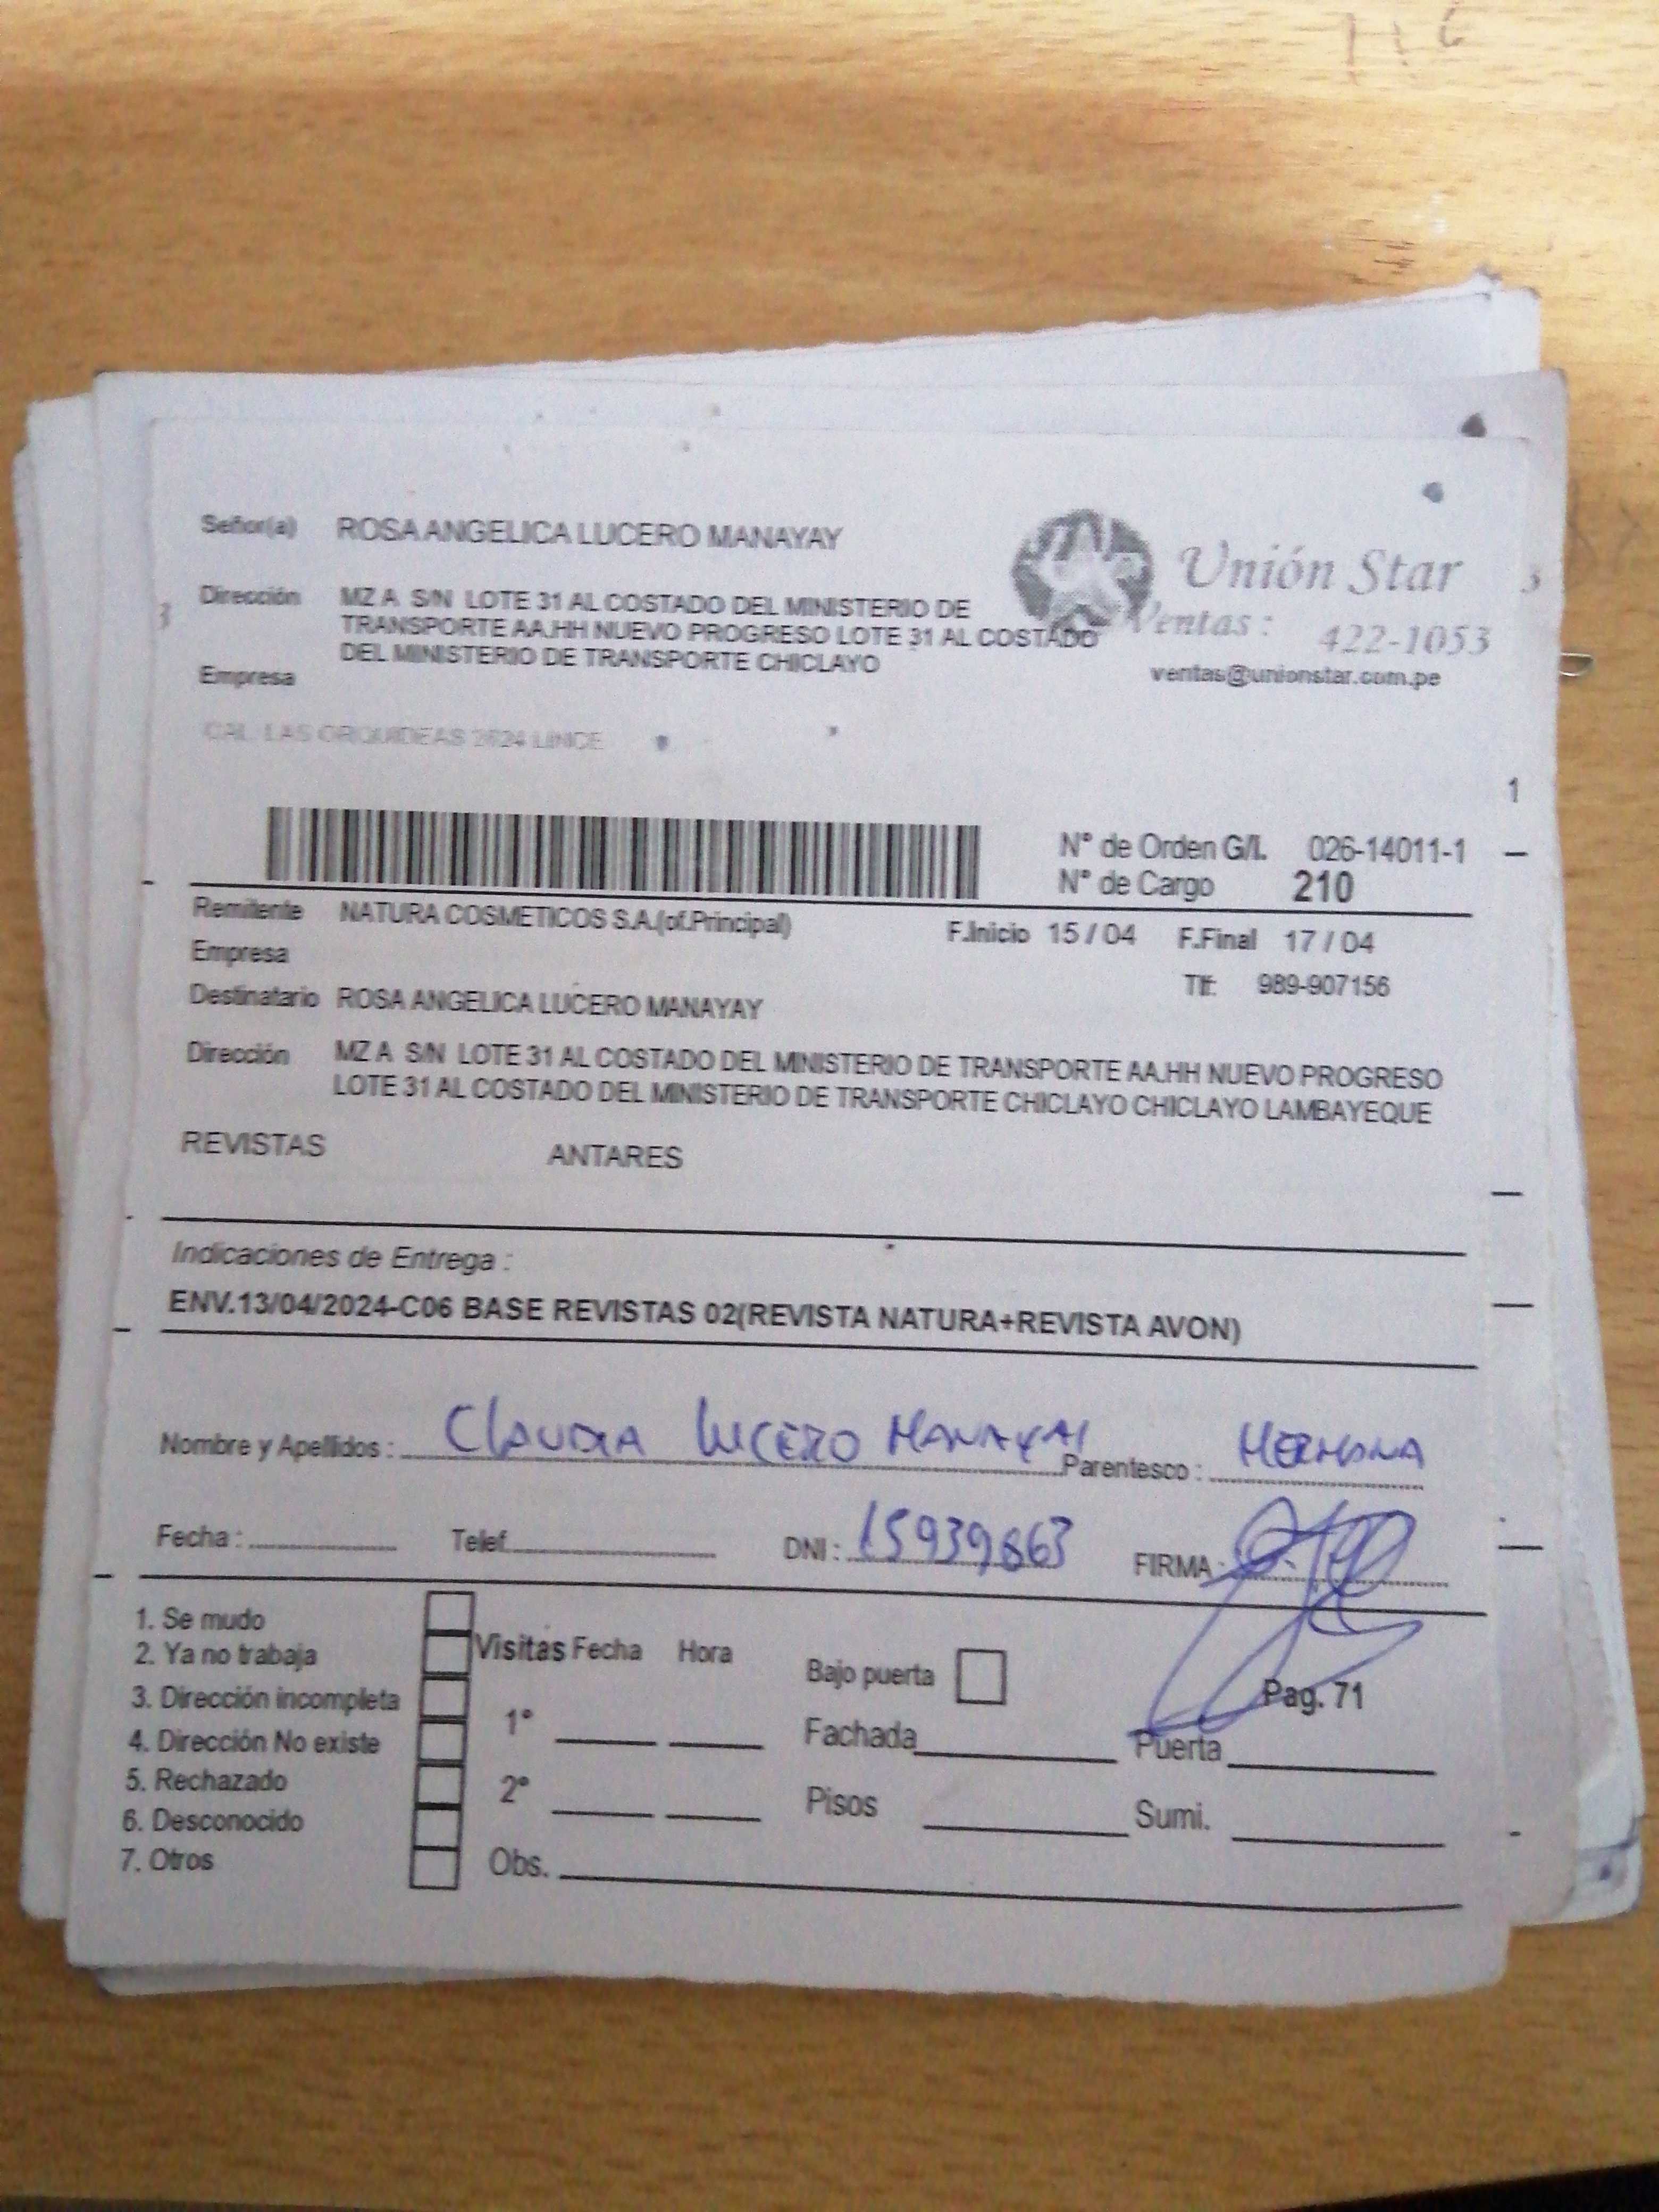 Señor(a) ROSA ANGELICA LUCERO MANAYAY
Unión Star
Dirección MZ A S/N LOTE 31 AL COSTADO DEL MINISTERIO DE
TRANSPORTE AA.HH NUEVO PROGRESO LOTE 31 AL COSTADO
DEL MINISTERIO DE TRANSPORTE CHICLAYO
Ventas : 422-1053
ventas@unionstar.com.pe
Empresa
CAL. LAS ORQUIDEAS 2624 LINCE
1
N° de Orden G/I. 026-14011-1
N° de Cargo 210
Remitente NATURA COSMETICOS S.A.(of.Principal)
F.Inicio 15 / 04 F.Final 17 / 04
Empresa
Tlf: 989-907156
Destinatario ROSA ANGELICA LUCERO MANAYAY
Dirección MZ A S/N LOTE 31 AL COSTADO DEL MINISTERIO DE TRANSPORTE AA.HH NUEVO PROGRESO
LOTE 31 AL COSTADO DEL MINISTERIO DE TRANSPORTE CHICLAYO CHICLAYO LAMBAYEQUE
REVISTAS ANTARES
Indicaciones de Entrega :
ENV.13/04/2024-C06 BASE REVISTAS 02(REVISTA NATURA+REVISTA AVON)
Nombre y Apellidos : CLAUDIA LUCERO MANAYAY Parentesco : HERMANA
Fecha : Telef. DNI : 15939863 FIRMA :
1. Se mudo
2. Ya no trabaja
3. Dirección incompleta
4. Dirección No existe
5. Rechazado
6. Desconocido
7. Otros
Visitas Fecha Hora
1°
2°
Obs.
Bajo puerta
Pag. 71
Fachada Puerta
Pisos Sumi.